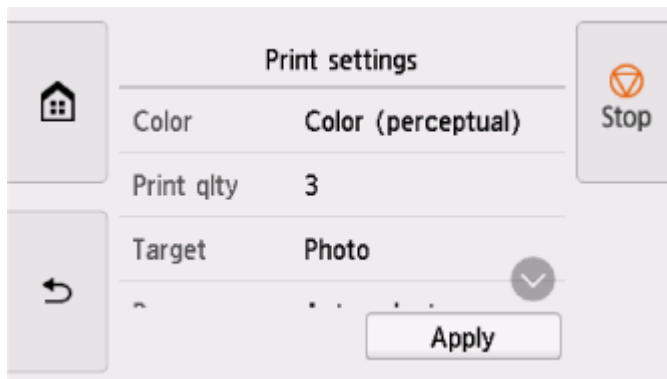 Print settings
Stop
Color Color (perceptual)
Print qlty 3
Target Photo
Apply